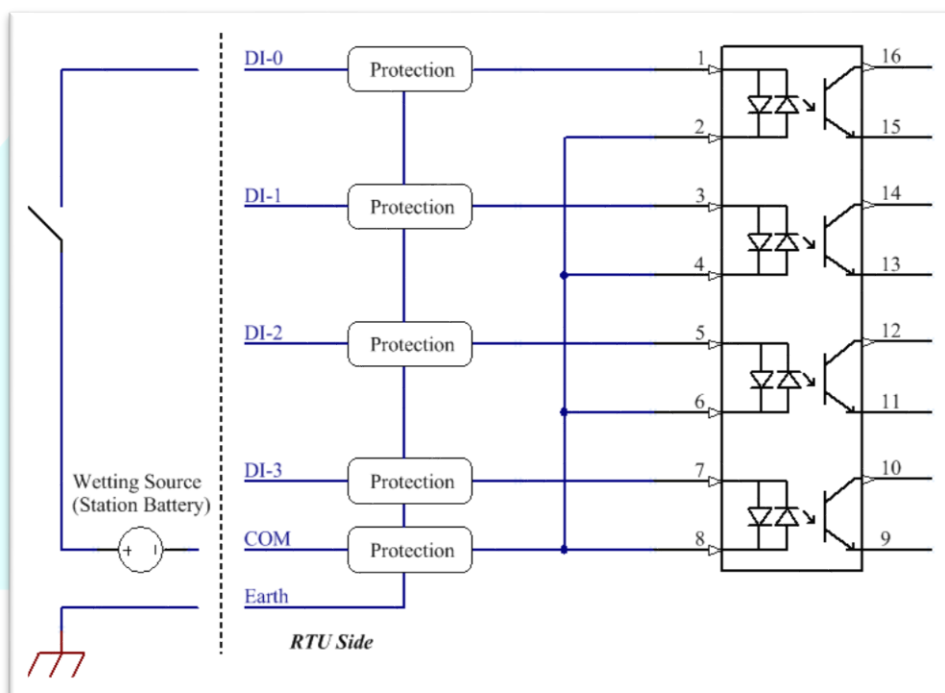 DI-0
Protection
1
16
2
15
DI-1
Protection
3
14
4
13
DI-2
Protection
5
12
6
11
DI-3
Protection
7
10
Wetting Source
(Station Battery)
+
COM
Protection
8
9
Earth
RTU Side